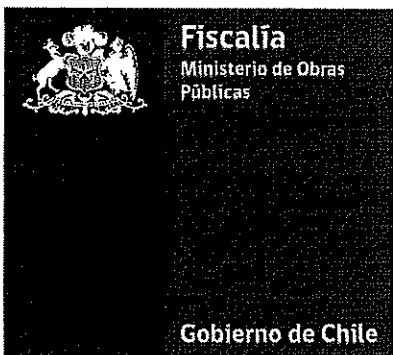 Fiscalía
Ministerio de Obras
Públicas
Gobierno de Chile